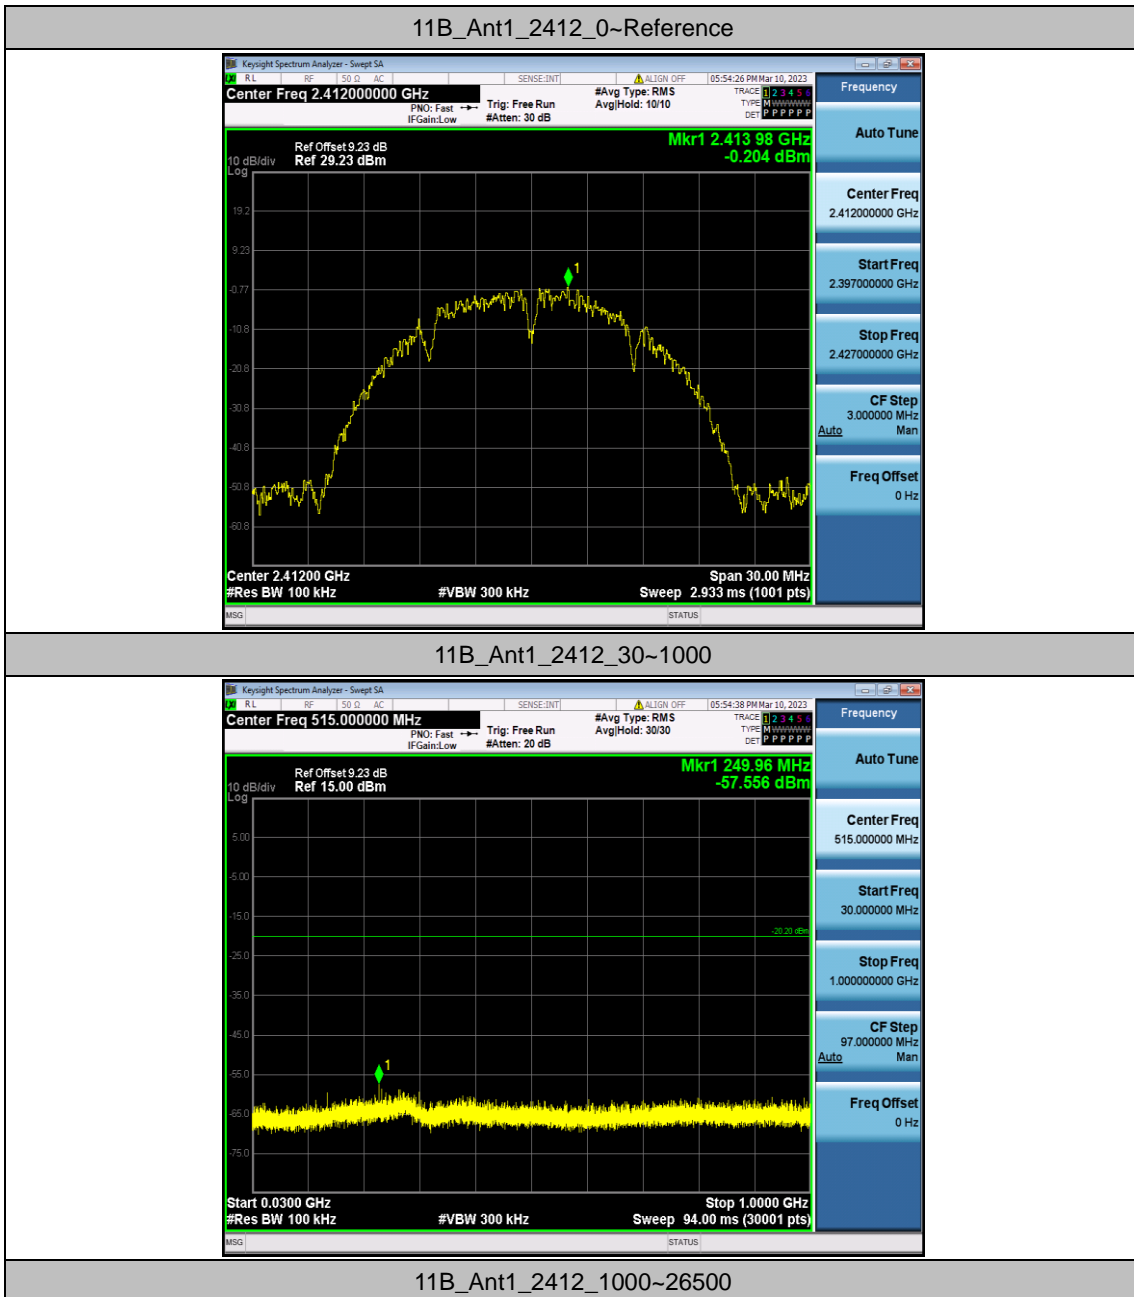 11B_Ant1_2412_0~Reference
Keysight Spectrum Analyzer - Swept SA
RL RF 50 Ω AC SENSE:INT ALIGN OFF 05:54:26 PM Mar 10, 2023
Center Freq 2.412000000 GHz
PNO: Fast
IFGain:Low
Trig: Free Run
#Atten: 30 dB
#Avg Type: RMS
Avg|Hold: 10/10
TRACE 1 2 3 4 5 6
TYPE M W W W W W
DET P P P P P P
Frequency
Auto Tune
Center Freq
2.412000000 GHz
Start Freq
2.397000000 GHz
Stop Freq
2.427000000 GHz
CF Step
3.000000 MHz
Auto Man
Freq Offset
0 Hz
Mkr1 2.413 98 GHz
-0.204 dBm
Ref Offset 9.23 dB
10 dB/div Ref 29.23 dBm
Log
19.2
9.23
-0.77
-10.8
-20.8
-30.8
-40.8
-50.8
-60.8
1
Center 2.41200 GHz Span 30.00 MHz
#Res BW 100 kHz #VBW 300 kHz Sweep 2.933 ms (1001 pts)
MSG STATUS
11B_Ant1_2412_30~1000
Keysight Spectrum Analyzer - Swept SA
RL RF 50 Ω AC SENSE:INT ALIGN OFF 05:54:38 PM Mar 10, 2023
Center Freq 515.000000 MHz
PNO: Fast
IFGain:Low
Trig: Free Run
#Atten: 20 dB
#Avg Type: RMS
Avg|Hold: 30/30
TRACE 1 2 3 4 5 6
TYPE M W W W W W
DET P P P P P P
Frequency
Auto Tune
Center Freq
515.000000 MHz
Start Freq
30.000000 MHz
Stop Freq
1.000000000 GHz
CF Step
97.000000 MHz
Auto Man
Freq Offset
0 Hz
Mkr1 249.96 MHz
-57.556 dBm
Ref Offset 9.23 dB
10 dB/div Ref 15.00 dBm
Log
5.00
-5.00
-15.0
-20.20 dBm
-25.0
-35.0
-45.0
-55.0
-65.0
-75.0
1
Start 0.0300 GHz Stop 1.0000 GHz
#Res BW 100 kHz #VBW 300 kHz Sweep 94.00 ms (30001 pts)
MSG STATUS
11B_Ant1_2412_1000~26500